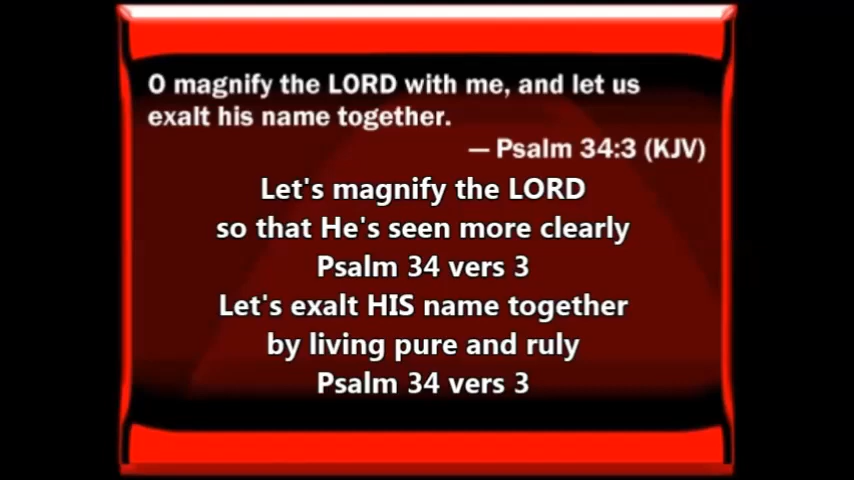 O magnify the LORD with me, and let us
exalt his name together.
— Psalm 34:3 (KJV)
Let's magnify the LORD
so that He's seen more clearly
Psalm 34 vers 3
Let's exalt HIS name together
by living pure and ruly
Psalm 34 vers 3